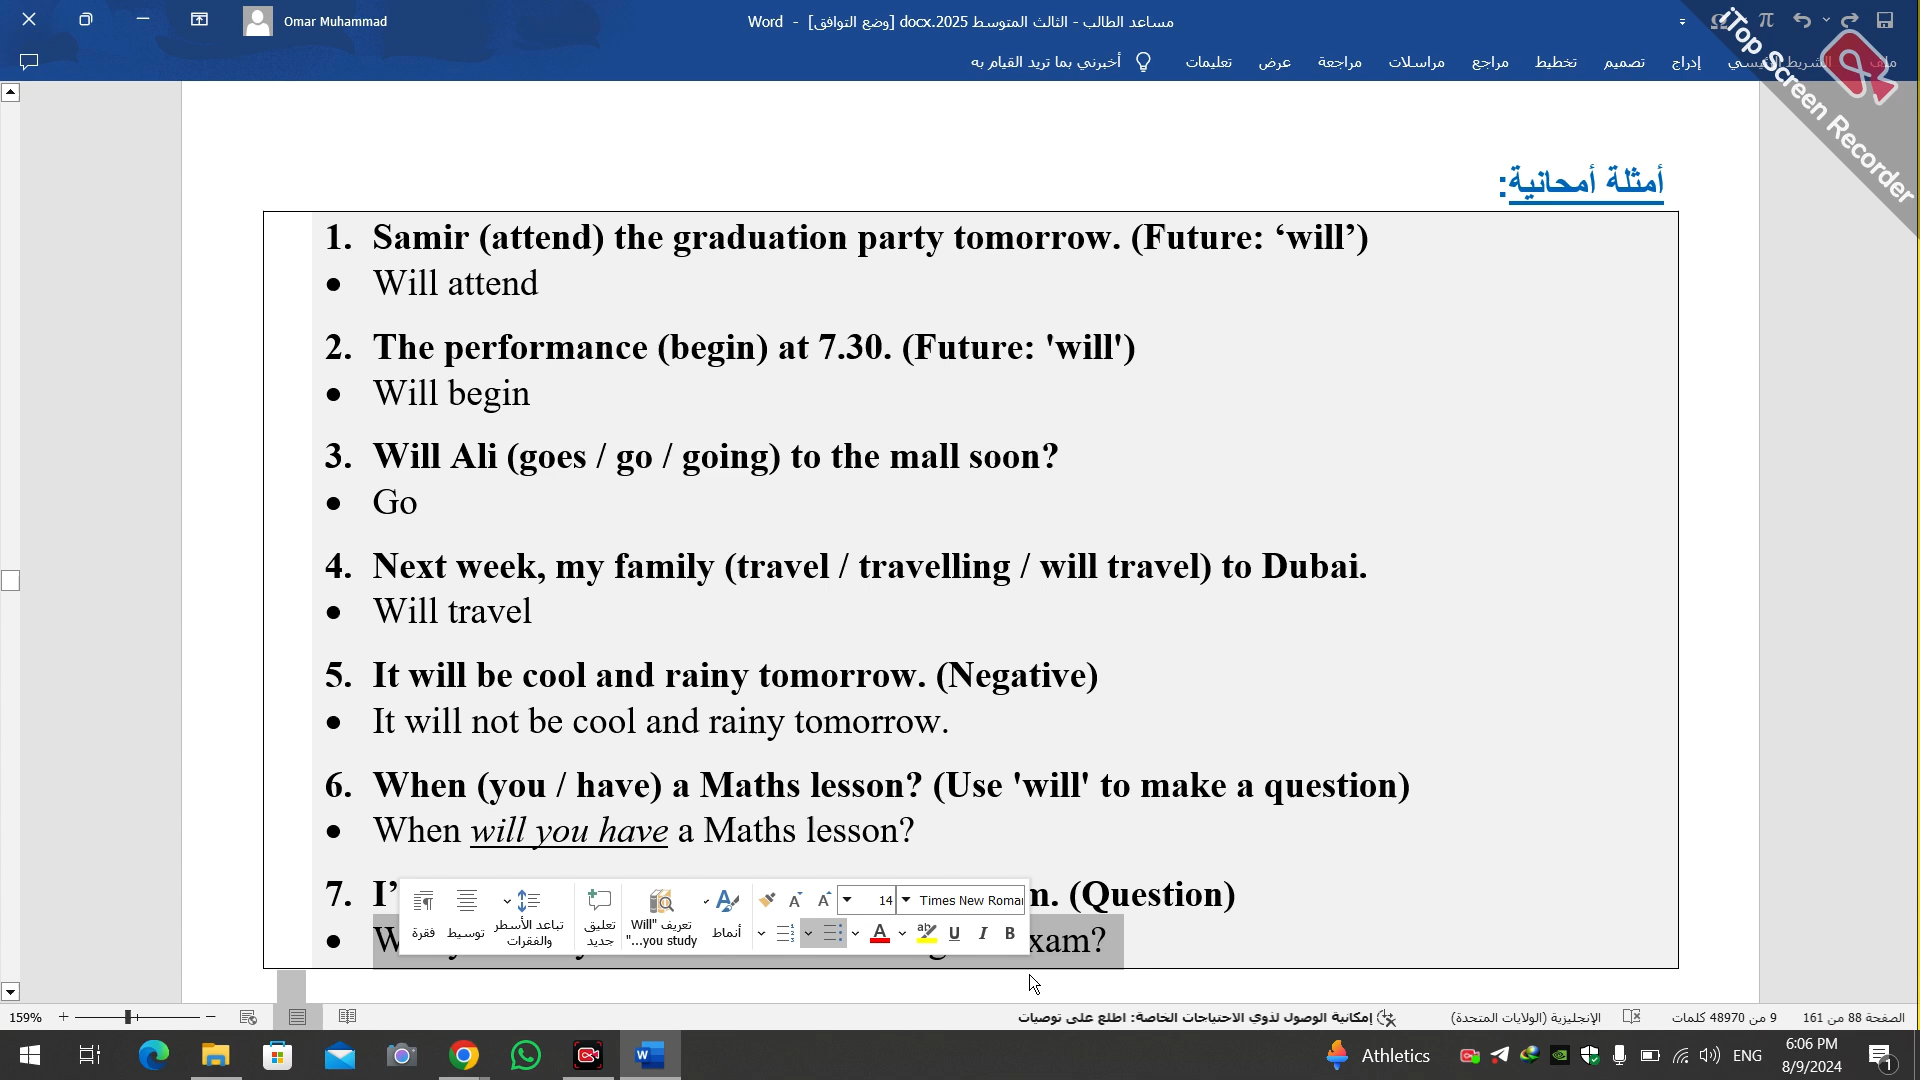 Omar Muhammad
مساعد الطالب - الثالث المتوسط 2025.docx [وضع التوافق] - Word
ملف الشريط الرئيسي إدراج تصميم تخطيط مراجع مراسلات مراجعة عرض تعليمات أخبرني بما تريد القيام به
iTop Screen Recorder
أمثلة أمحانية:
1. Samir (attend) the graduation party tomorrow. (Future: ‘will’)
• Will attend
2. The performance (begin) at 7.30. (Future: 'will')
• Will begin
3. Will Ali (goes / go / going) to the mall soon?
• Go
4. Next week, my family (travel / travelling / will travel) to Dubai.
• Will travel
5. It will be cool and rainy tomorrow. (Negative)
• It will not be cool and rainy tomorrow.
6. When (you / have) a Maths lesson? (Use 'will' to make a question)
• When will you have a Maths lesson?
7. I’ m. (Question)
• W xam?
14 Times New Roman
فقرة توسيط تباعد الأسطر والفقرات تعليق جديد تعريف "Will you study..." أنماط
A U I B
159%
إمكانية الوصول لذوي الاحتياجات الخاصة: اطلع على توصيات
الإنجليزية (الولايات المتحدة)
9 من 48970 كلمات
الصفحة 88 من 161
Athletics
ENG
6:06 PM
8/9/2024
1